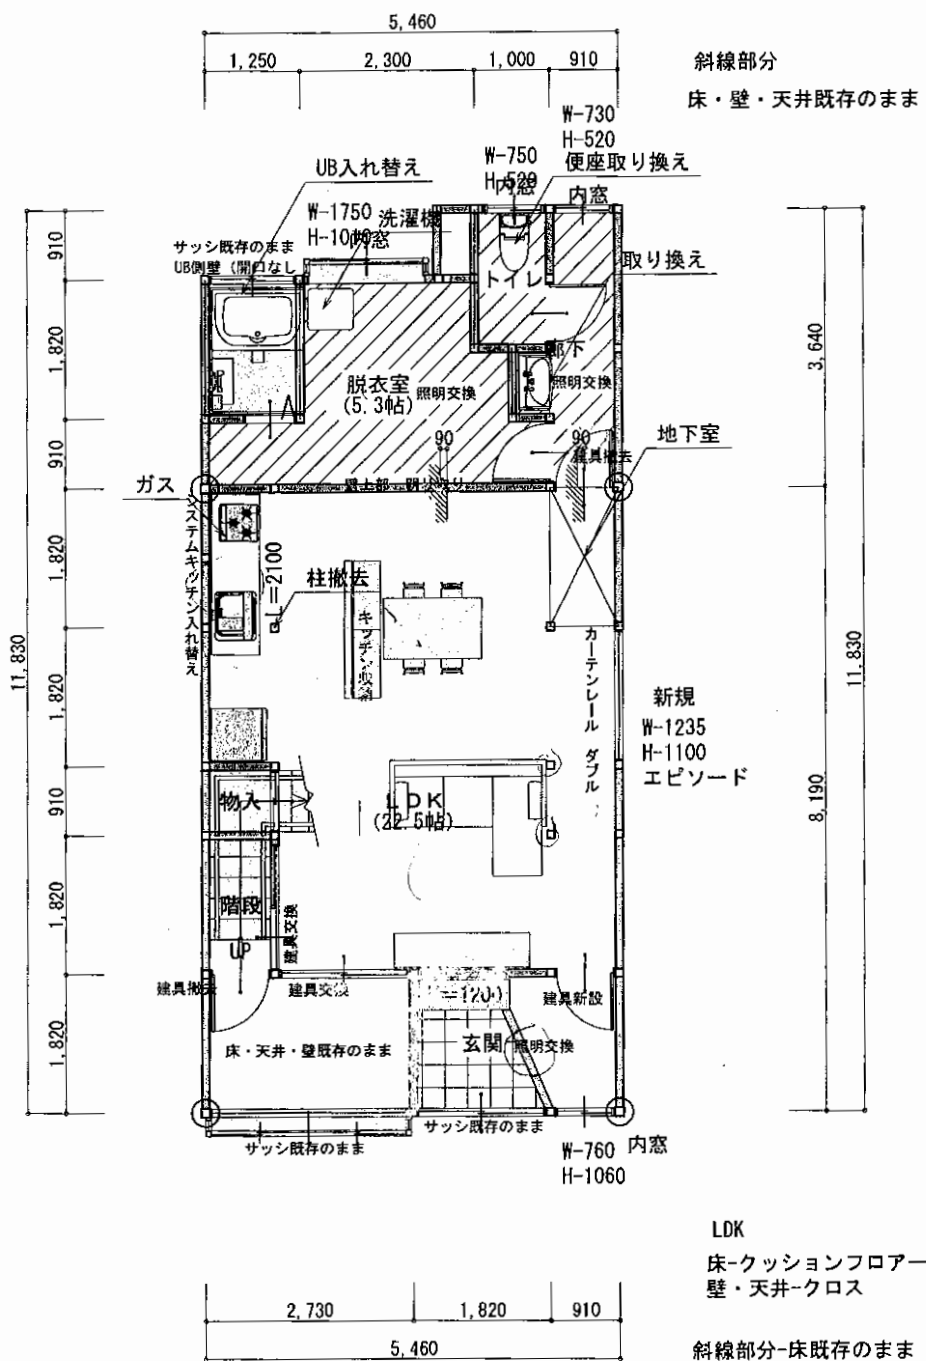 5,460
1,250
2,300
1,000
910
斜線部分
床・壁・天井既存のまま
W-730
H-520
W-750
H-520
便座取り換え
内窓
内窓
UB入れ替え
W-1750
洗濯機
内窓
サッシ既存のまま
UB側壁（開口なし
取り換え
トイレ
910
1,820
910
1,820
1,820
910
1,820
1,820
11,830
3,640
8,190
11,830
脱衣室
(5.3帖)
照明交換
照明交換
90
90
地下室
ガス
システムキッチン入れ替え
L=2100
柱撤去
キッチン収納
カーテンレール ダブル
新規
W-1235
H-1100
エピソード
物入
LDK
(22.5帖)
階段
UP
建具交換
建具撤去
建具交換
建具新設
玄関
照明交換
床・天井・壁既存のまま
サッシ既存のまま
サッシ既存のまま
W-760
H-1060
内窓
LDK
床-クッションフロアー
壁・天井-クロス
2,730
1,820
910
5,460
斜線部分-床既存のまま